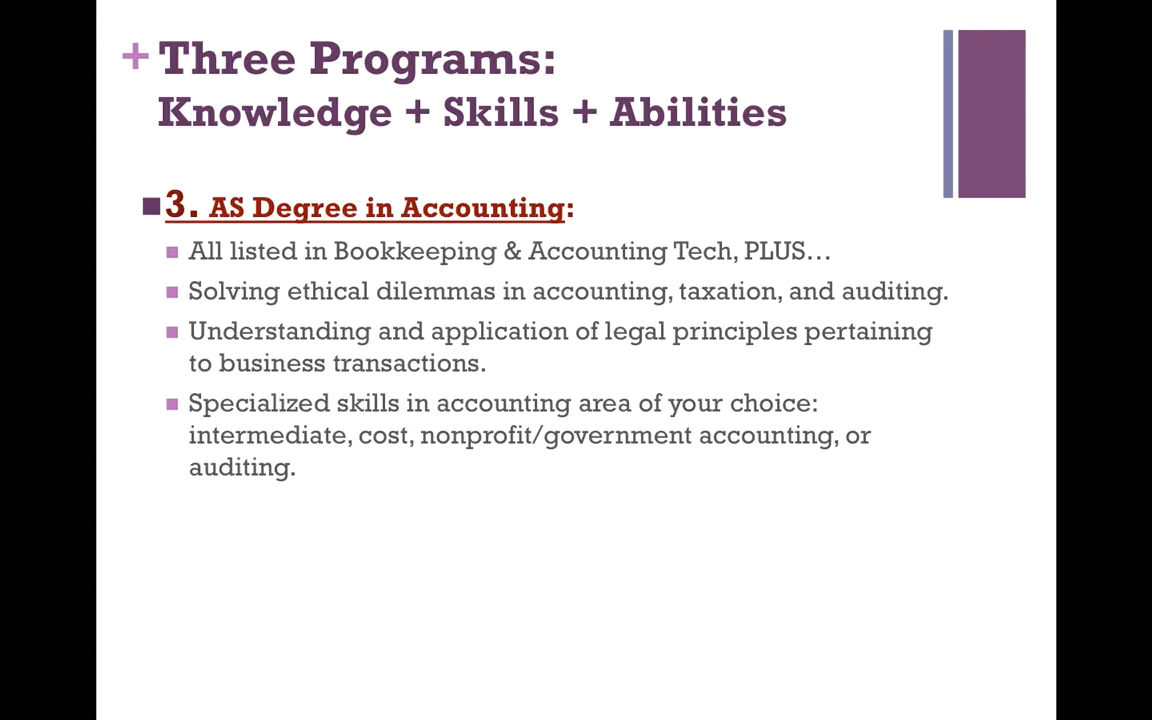 + Three Programs:
Knowledge + Skills + Abilities
3. AS Degree in Accounting:
All listed in Bookkeeping & Accounting Tech, PLUS…
Solving ethical dilemmas in accounting, taxation, and auditing.
Understanding and application of legal principles pertaining
to business transactions.
Specialized skills in accounting area of your choice:
intermediate, cost, nonprofit/government accounting, or
auditing.